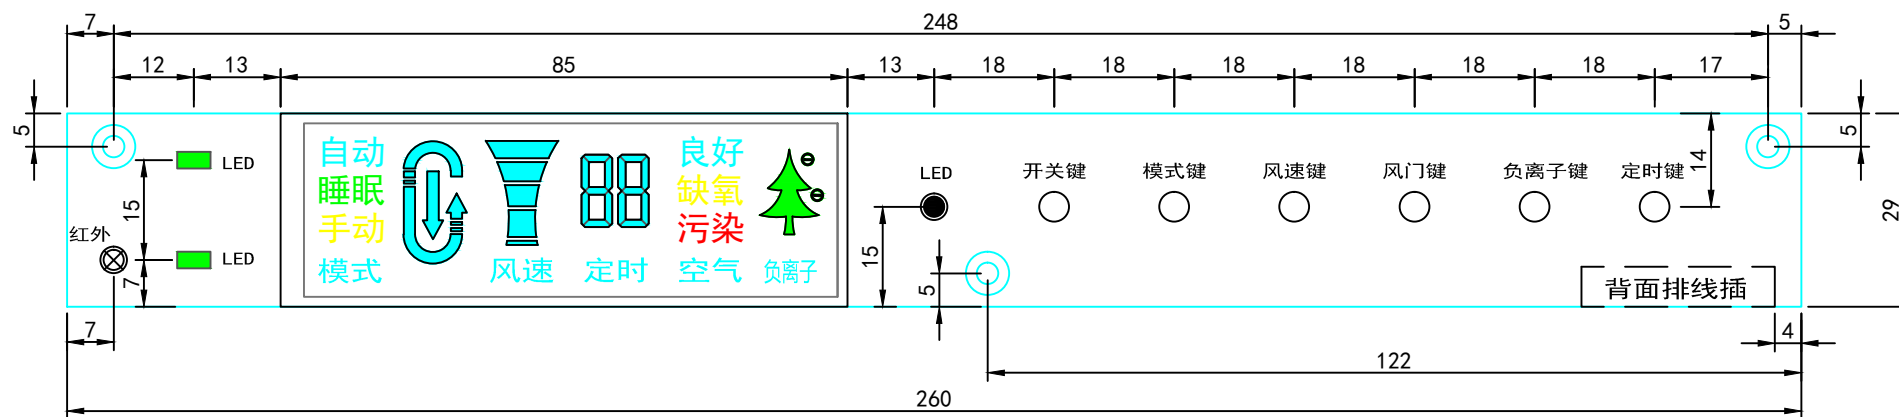 7 248 5
12 13 85 13 18 18 18 18 18 18 17
5 5
自动 良好
LED
睡眠 缺氧
LED 开关键 模式键 风速键 风门键 负离子键 定时键
14
88
15
手动 污染
红外
29
LED
15
模式 风速 定时 空气 负离子
7
5
背面排线插
7 4
122
260